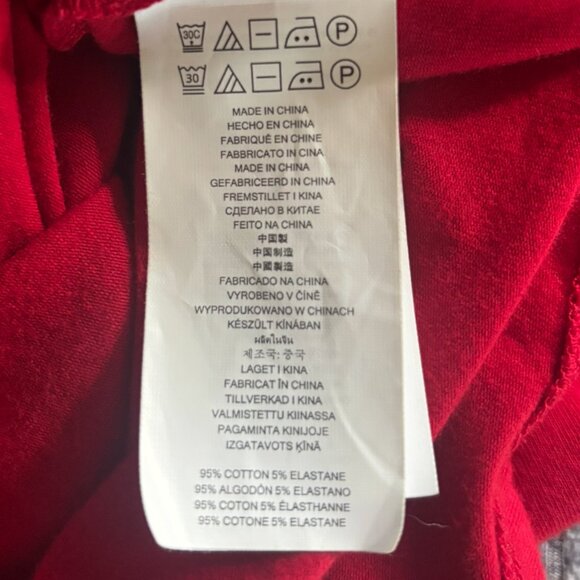 30C P
30 P
MADE IN CHINA
HECHO EN CHINA
FABRIQUÉ EN CHINE
FABBRICATO IN CINA
MADE IN CHINA
GEFABRICEERD IN CHINA
FREMSTILLET I KINA
СДЕЛАНО В КИТАЕ
FEITO NA CHINA
中国製
中国制造
中國製造
FABRICADO NA CHINA
VYROBENO V ČÍNĚ
WYPRODUKOWANO W CHINACH
KÉSZÜLT KÍNÁBAN
ผลิตในจีน
제조국: 중국
LAGET I KINA
FABRICAT ÎN CHINA
TILLVERKAD I KINA
VALMISTETTU KIINASSA
PAGAMINTA KINIJOJE
IZGATAVOTS ĶĪNĀ
95% COTTON 5% ELASTANE
95% ALGODÓN 5% ELASTANO
95% COTON 5% ÉLASTHANNE
95% COTONE 5% ELASTANE